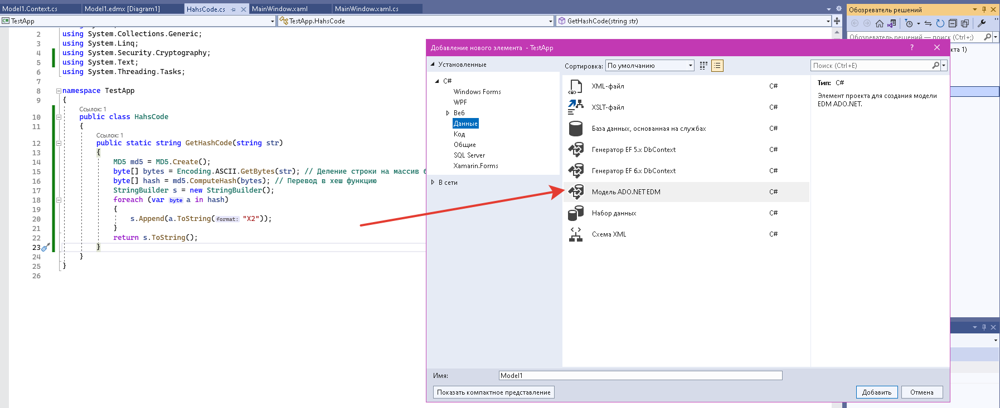 Model1.Context.cs
Model1.edmx [Diagram1]
HahsCode.cs
MainWindow.xaml
MainWindow.xaml.cs
TestApp
TestApp.HahsCode
GetHashCode(string str)
2 using System.Collections.Generic;
3 using System.Linq;
4 using System.Security.Cryptography;
5 using System.Text;
6 using System.Threading.Tasks;
7
8 namespace TestApp
9 {
Ссылок: 1
10 public class HahsCode
11 {
Ссылок: 1
12 public static string GetHashCode(string str)
13 {
14 MD5 md5 = MD5.Create();
15 byte[] bytes = Encoding.ASCII.GetBytes(str); // Деление строки на массив
16 byte[] hash = md5.ComputeHash(bytes); // Перевод в хеш функцию
17 StringBuilder s = new StringBuilder();
18 foreach (var byte a in hash)
19 {
20 s.Append(a.ToString(format: "X2"));
21 }
22 return s.ToString();
23 }
24 }
25 }
26
Добавление нового элемента - TestApp
? 
Установленные
C#
Windows Forms
WPF
Веб
Данные
Код
Общие
SQL Server
Xamarin.Forms
В сети
Сортировка: По умолчанию
XML-файл C#
XSLT-файл C#
База данных, основанная на службах C#
Генератор EF 5.x DbContext C#
Генератор EF 6.x DbContext C#
Модель ADO.NET EDM C#
Набор данных C#
Схема XML C#
Поиск (Ctrl+E)
Тип: C#
Элемент проекта для создания модели
EDM ADO.NET.
Имя: Model1
Показать компактное представление
Добавить
Отмена
Обозреватель решений
Обозреватель решений — поиск (Ctrl+;)
кта 1)